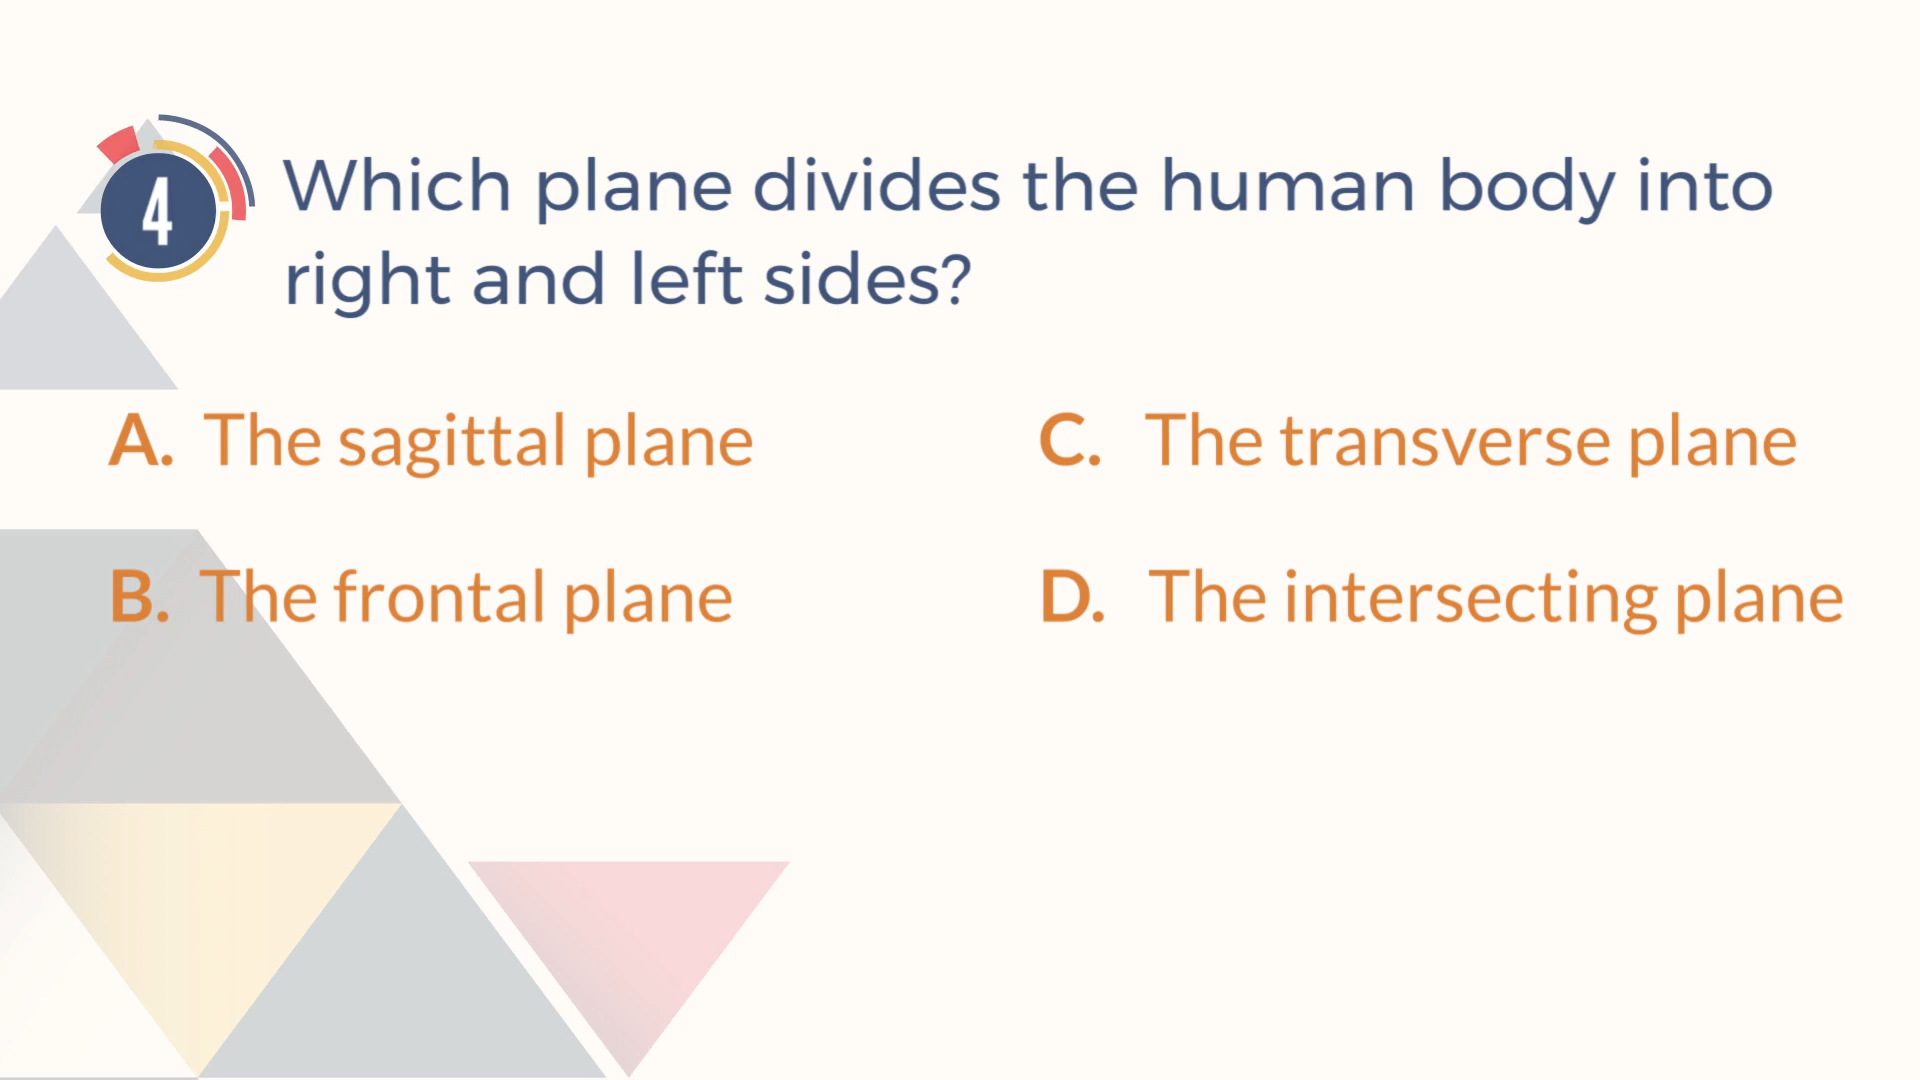 4
Which plane divides the human body into
right and left sides?
A. The sagittal plane
B. The frontal plane
C. The transverse plane
D. The intersecting plane